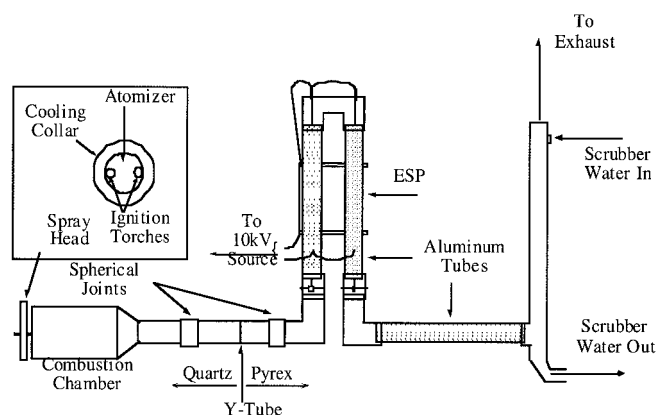 To
Exhaust
Atomizer
Cooling
Collar
Scrubber
Water In
ESP
Ignition
Torches
Spray
Head
To
10kV{
Source
Aluminum
Tubes
Spherical
Joints
Scrubber
Water Out
Combustion
Chamber
Quartz
Pyrex
Y-Tube